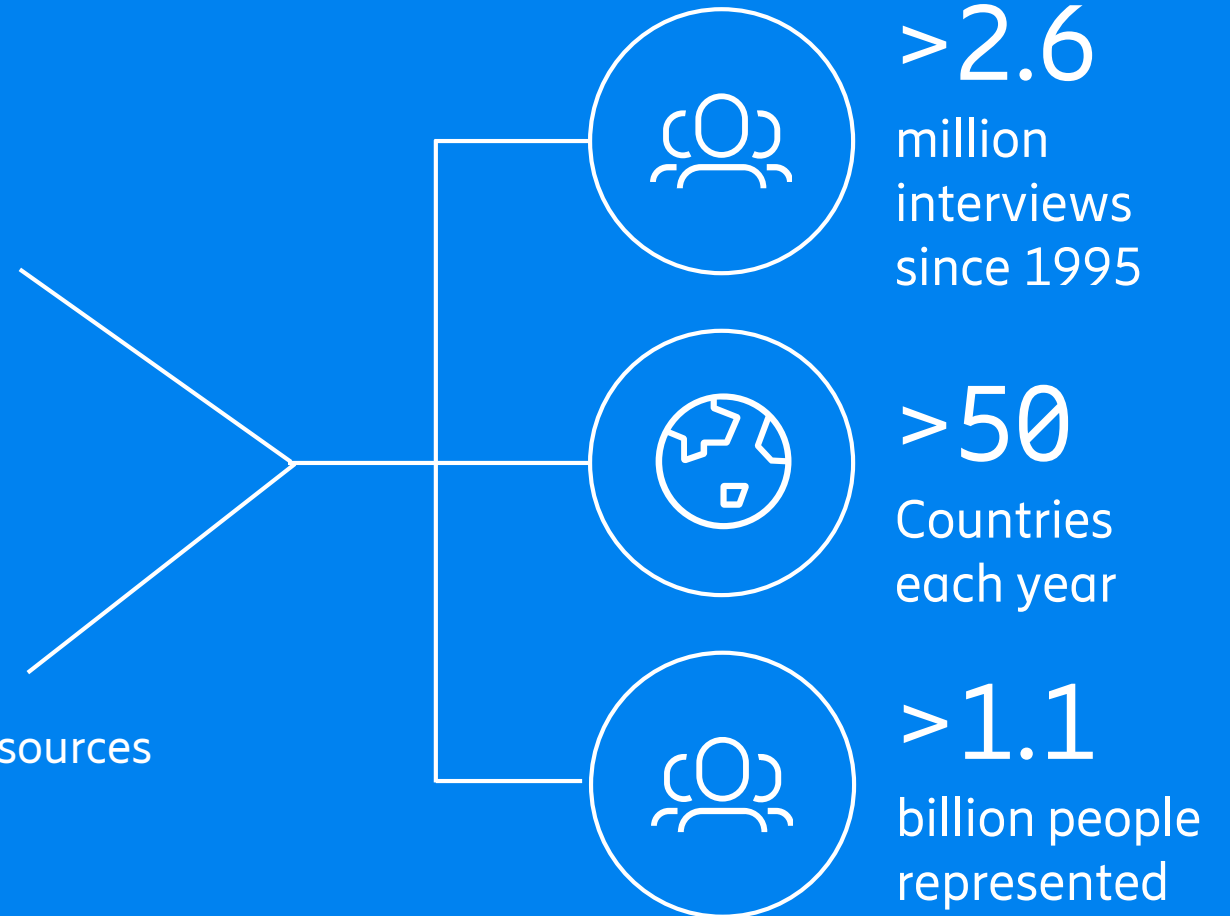 >2.6
million
interviews
since 1995
>50
Countries
each year
sources
>1.1
billion people
represented